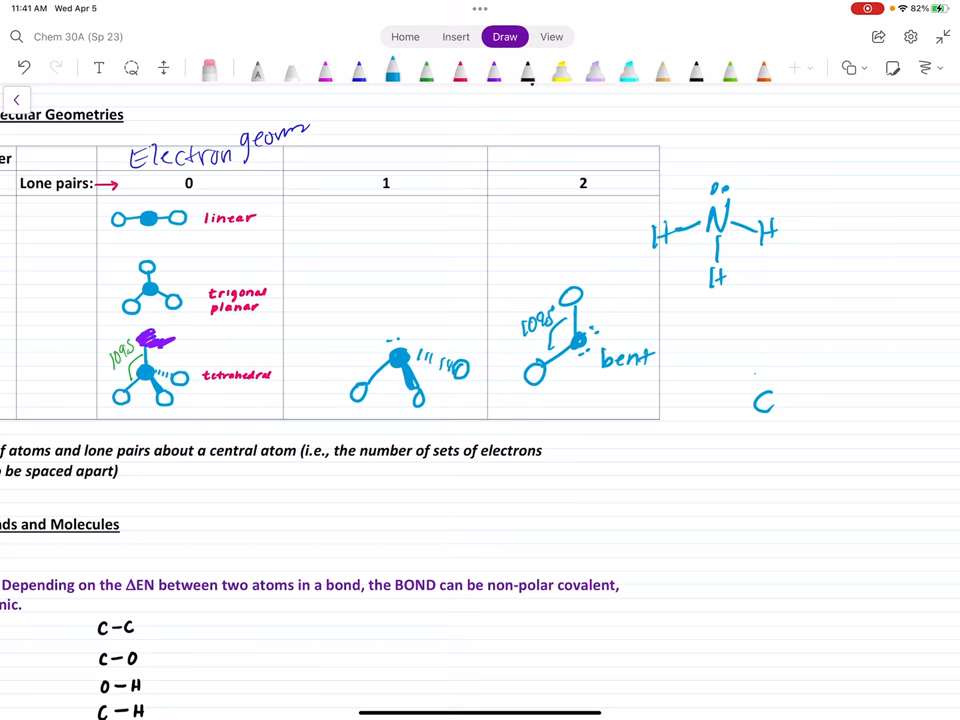 11:41 AM Wed Apr 5
82%
Chem 30A (Sp 23)
Home Insert Draw View
T
A
ecular Geometries
Electron geom
er
Lone pairs: → 0 1 2
linear
trigonal
planar
109.5
tetrahedral
109.5
bent
N
H H
H
C
f atoms and lone pairs about a central atom (i.e., the number of sets of electrons
o be spaced apart)
nds and Molecules
Depending on the ΔEN between two atoms in a bond, the BOND can be non-polar covalent,
nic.
C-C
C-O
O-H
C-H